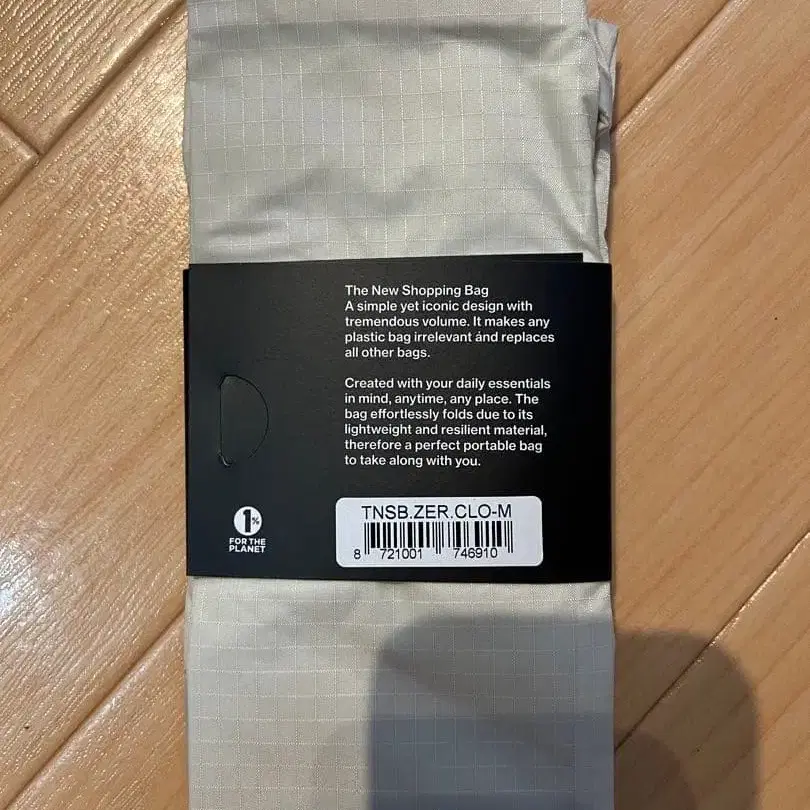 The New Shopping Bag
A simple yet iconic design with
tremendous volume. It makes any
plastic bag irrelevant and replaces
all other bags.
Created with your daily essentials
in mind, anytime, any place. The
bag effortlessly folds due to its
lightweight and resilient material,
therefore a perfect portable bag
to take along with you.
1%
FOR THE
PLANET
TNSB.ZER.CLO-M
8 721001 746910